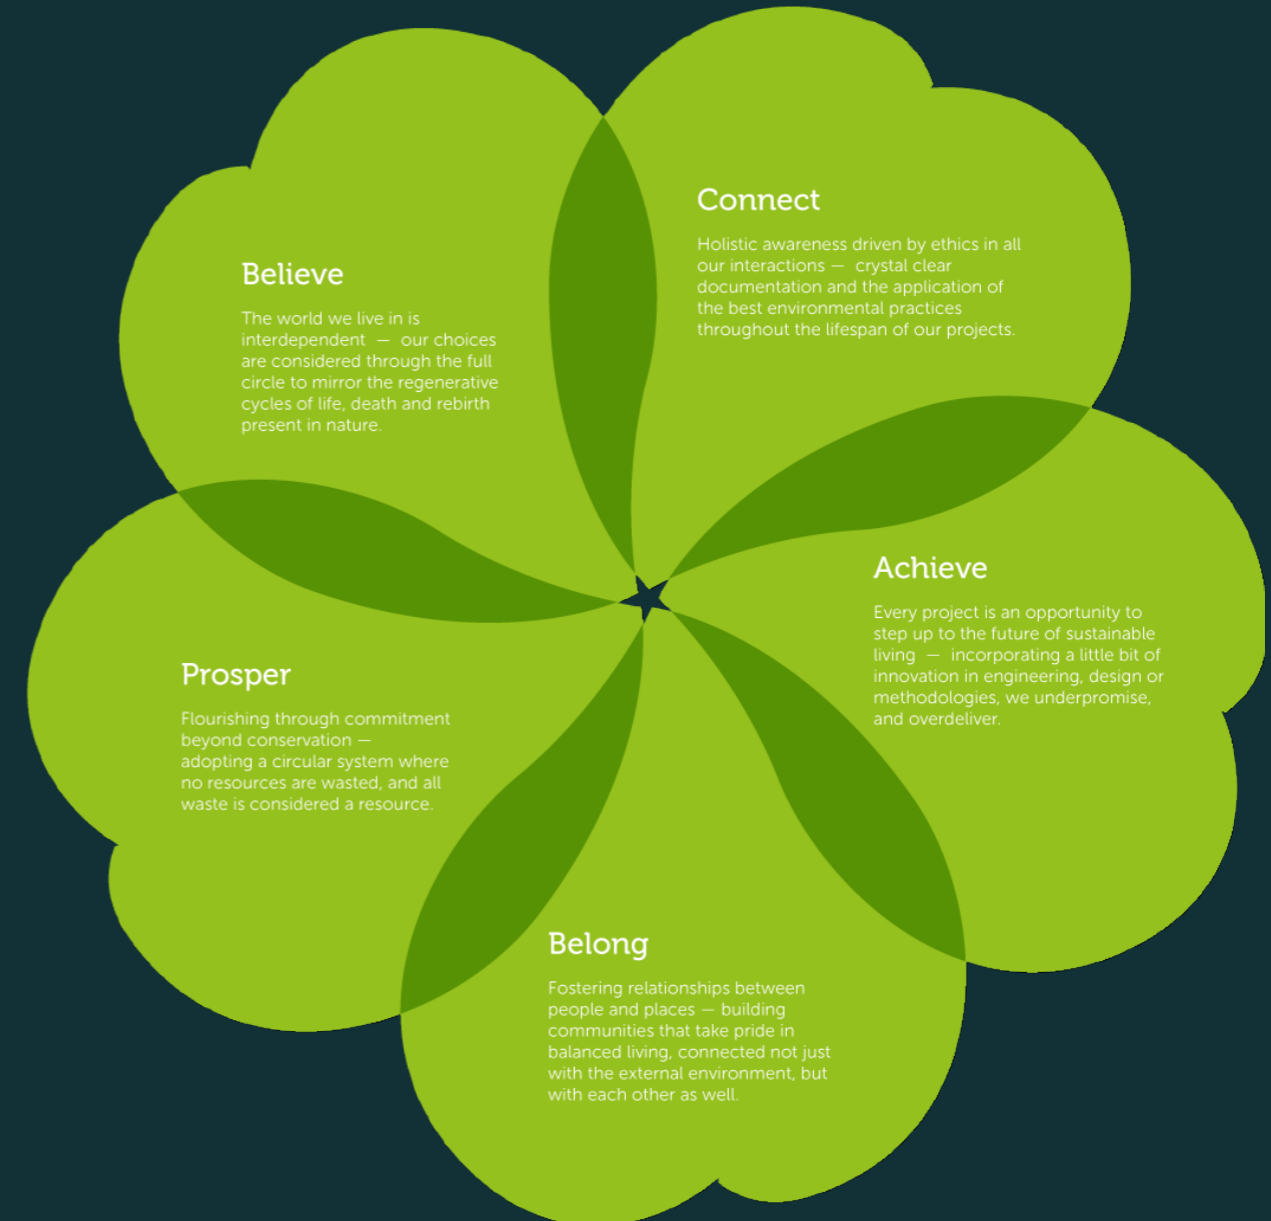 Connect
Holistic awareness driven by ethics in all
our interactions — crystal clear
documentation and the application of
the best environmental practices
throughout the lifespan of our projects.
Believe
The world we live in is
interdependent — our choices
are considered through the full
circle to mirror the regenerative
cycles of life, death and rebirth
present in nature.
Achieve
Every project is an opportunity to
step up to the future of sustainable
living — incorporating a little bit of
innovation in engineering, design or
methodologies, we underpromise,
and overdeliver.
Prosper
Flourishing through commitment
beyond conservation —
adopting a circular system where
no resources are wasted, and all
waste is considered a resource.
Belong
Fostering relationships between
people and places — building
communities that take pride in
balanced living, connected not just
with the external environment, but
with each other as well.